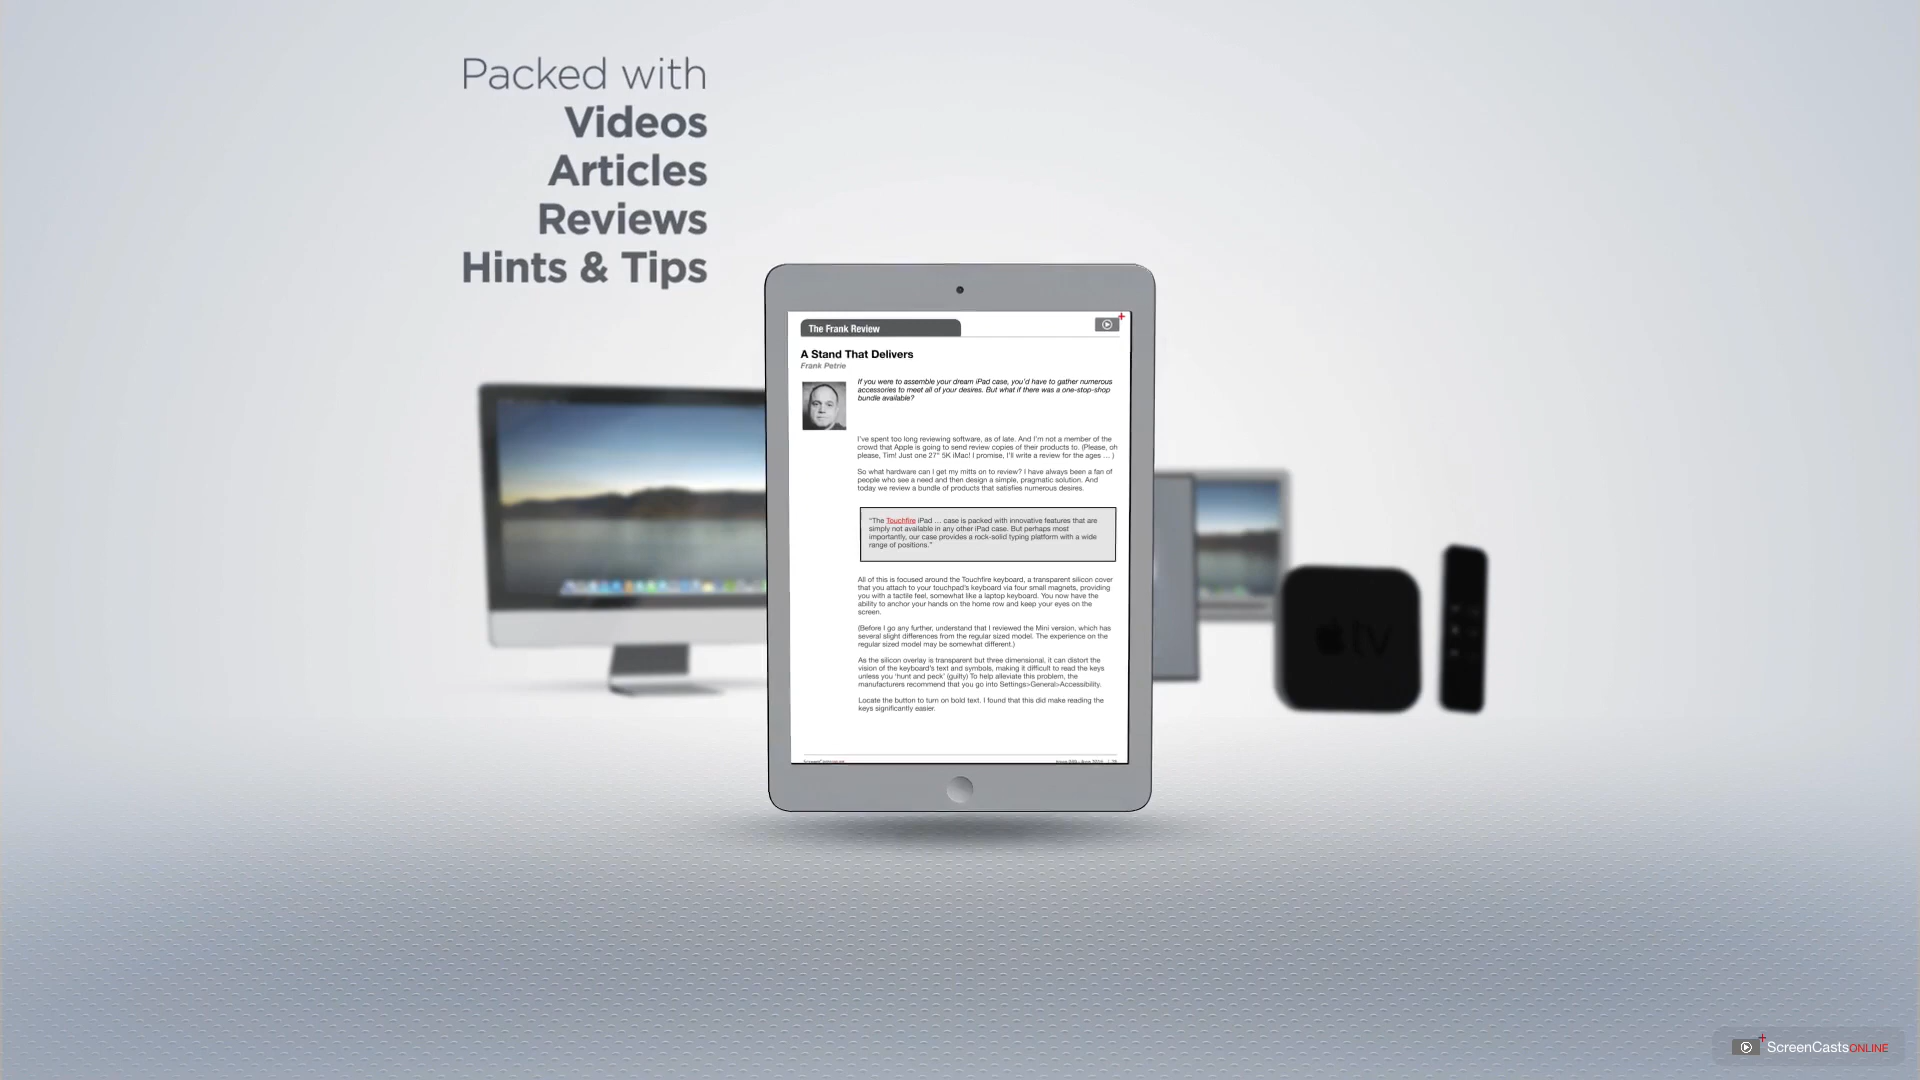 Packed with
Videos
Articles
Reviews
Hints & Tips
The Frank Review
A Stand That Delivers
Frank Petrie
If you were to assemble your dream iPad case, you'd have to gather numerous
accessories to meet all of your desires. But what if there was a one-stop-shop
bundle available?
I've spent too long reviewing software, as of late. And I'm not a member of the
crowd that Apple is going to send review copies of their products to. (Please, oh
please, Tim! Just one 27" 5K iMac! I promise, I'll write a review for the ages ... )
So what hardware can I get my mitts on to review? I have always been a fan of
people who see a need and then design a simple, pragmatic solution. And
today we review a bundle of products that satisfies numerous desires.
"The Touchfire iPad ... case is packed with innovative features that are
simply not available in any other iPad case. But perhaps most
importantly, our case provides a rock-solid typing platform with a wide
range of positions."
All of this is focused around the Touchfire keyboard, a transparent silicon cover
that you attach to your touchpad's keyboard via four small magnets, providing
you with a tactile feel, somewhat like a laptop keyboard. You now have the
ability to anchor your hands on the home row and keep your eyes on the
screen.
(Before I go any further, understand that I reviewed the Mini version, which has
several slight differences from the regular sized model. The experience on the
regular sized model may be somewhat different.)
As the silicon overlay is transparent but three dimensional, it can distort the
vision of the keyboard's text and symbols, making it difficult to read the keys
unless you 'hunt and peck' (guilty) To help alleviate this problem, the
manufacturers recommend that you go into Settings>General>Accessibility.
Locate the button to turn on bold text. I found that this did make reading the
keys significantly easier.
tv
ScreenCastsONLINE